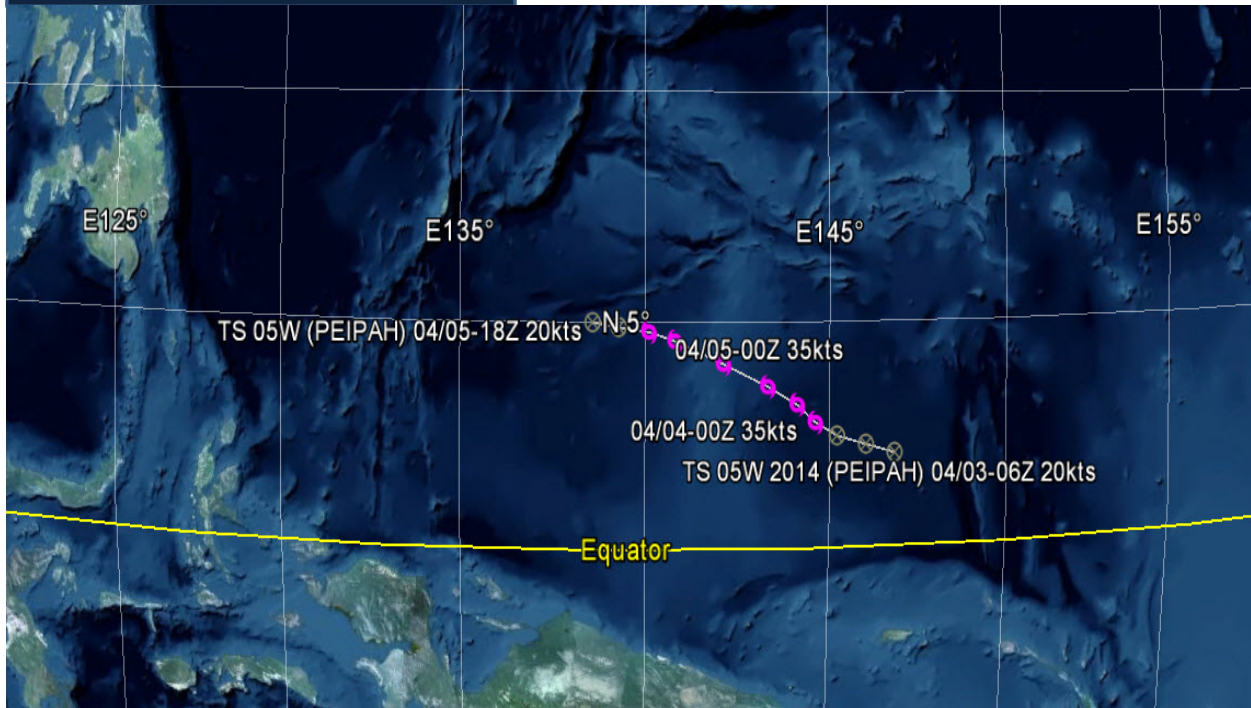 E125°
E135°
E145°
E155°
TS 05W (PEIPAH) 04/05-18Z 20kts
N 5°
04/05-00Z 35kts
04/04-00Z 35kts
TS 05W 2014 (PEIPAH) 04/03-06Z 20kts
Equator